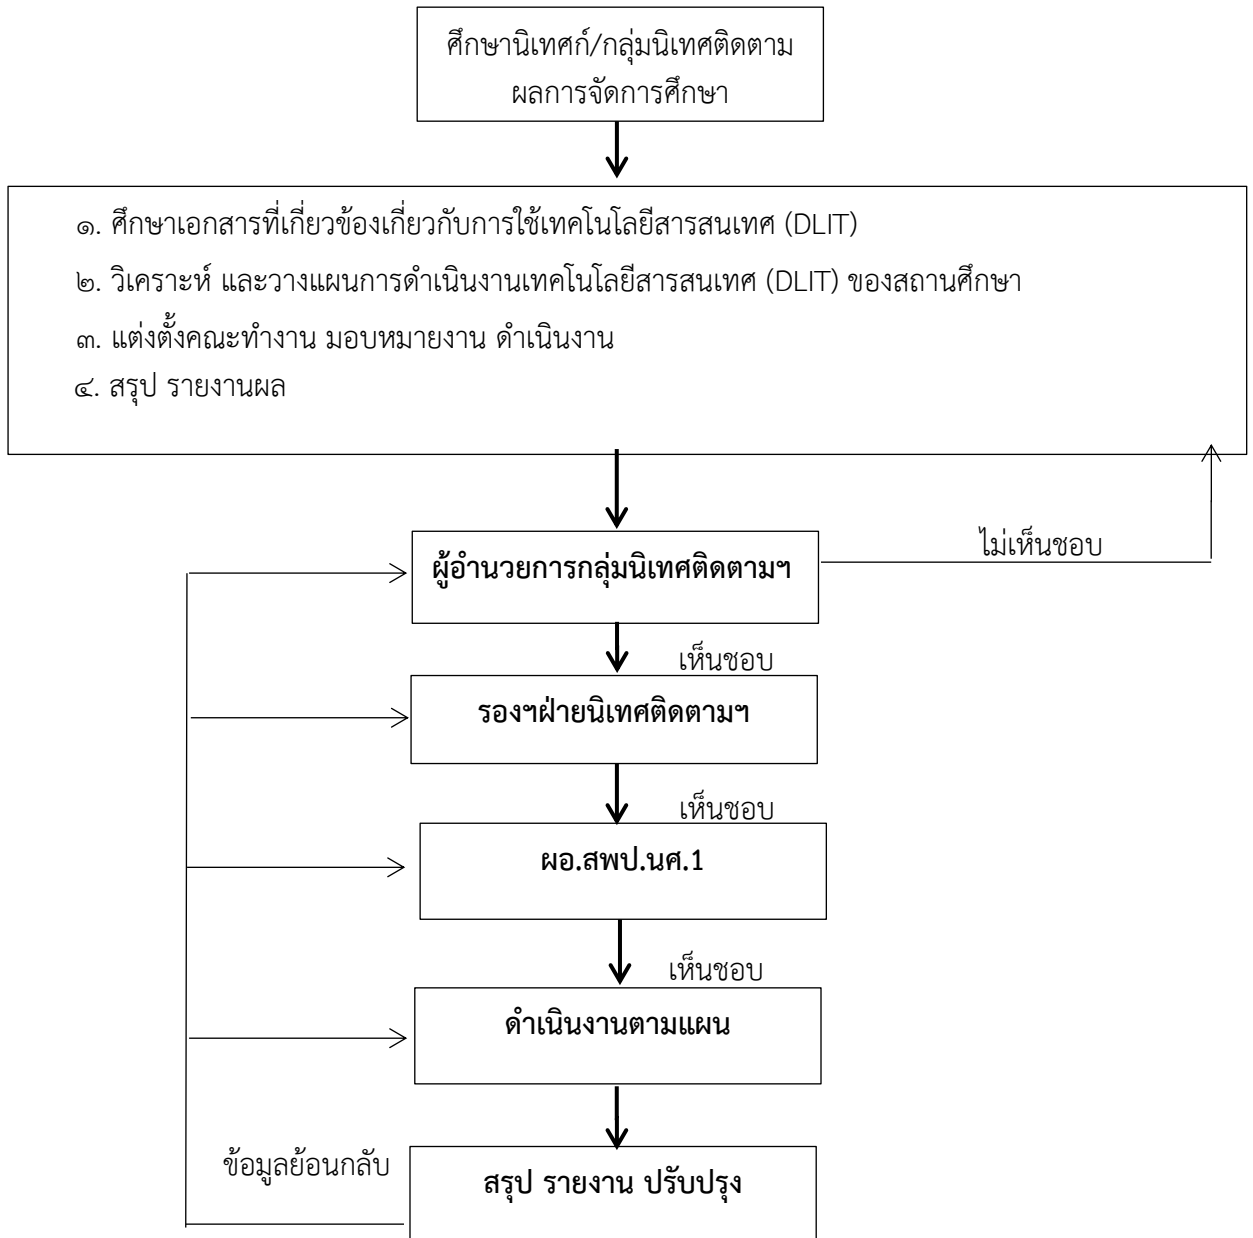 ศึกษานิเทศก์/กลุ่มนิเทศติดตาม
ผลการจัดการศึกษา
๑. ศึกษาเอกสารที่เกี่ยวข้องเกี่ยวกับการใช้เทคโนโลยีสารสนเทศ (DLIT)
๒. วิเคราะห์ และวางแผนการดำเนินงานเทคโนโลยีสารสนเทศ (DLIT) ของสถานศึกษา
๓. แต่งตั้งคณะทำงาน มอบหมายงาน ดำเนินงาน
๔. สรุป รายงานผล
ไม่เห็นชอบ
ผู้อำนวยการกลุ่มนิเทศติดตามฯ
เห็นชอบ
รองฯฝ่ายนิเทศติดตามฯ
เห็นชอบ
ผอ.สพป.นศ.1
เห็นชอบ
ดำเนินงานตามแผน
ข้อมูลย้อนกลับ
สรุป รายงาน ปรับปรุง